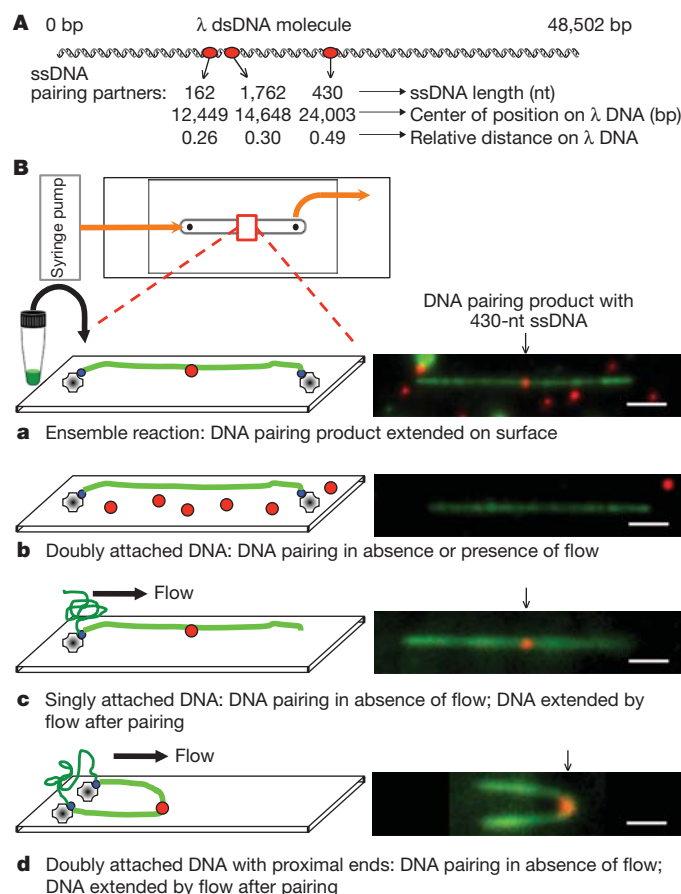 A 0 bp λ dsDNA molecule 48,502 bp
ssDNA
pairing partners: 162 1,762 430 ssDNA length (nt)
12,449 14,648 24,003 Center of position on λ DNA (bp)
0.26 0.30 0.49 Relative distance on λ DNA
B
Syringe pump
DNA pairing product with
430-nt ssDNA
a Ensemble reaction: DNA pairing product extended on surface
b Doubly attached DNA: DNA pairing in absence or presence of flow
Flow
c Singly attached DNA: DNA pairing in absence of flow; DNA extended by
flow after pairing
Flow
d Doubly attached DNA with proximal ends: DNA pairing in absence of flow;
DNA extended by flow after pairing